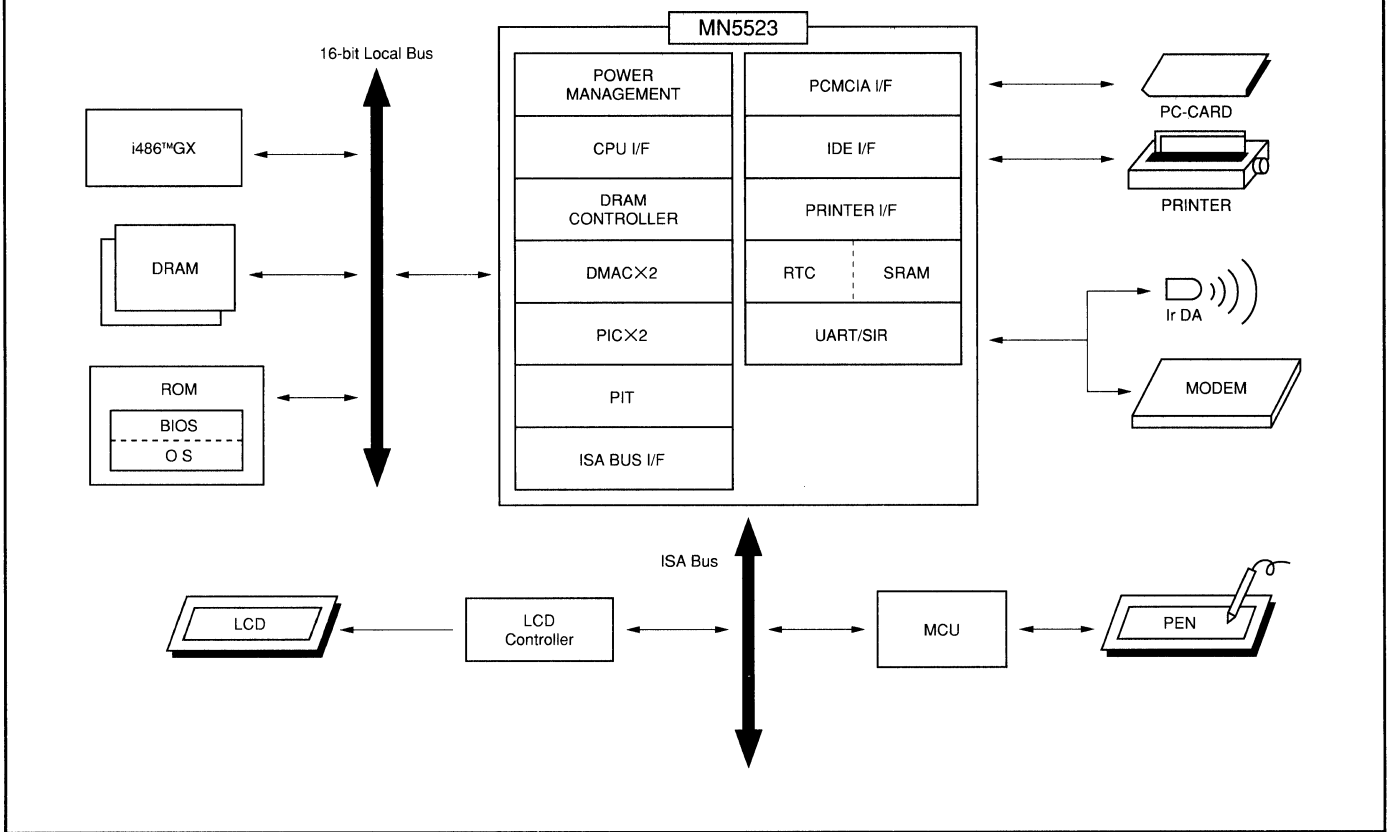 MN5523
16-bit Local Bus
i486™GX
DRAM
ROM
BIOS
O S
POWER
MANAGEMENT
CPU I/F
DRAM
CONTROLLER
DMAC×2
PIC×2
PIT
ISA BUS I/F
PCMCIA I/F
IDE I/F
PRINTER I/F
RTC
SRAM
UART/SIR
PC-CARD
PRINTER
Ir DA
MODEM
ISA Bus
LCD
LCD
Controller
MCU
PEN